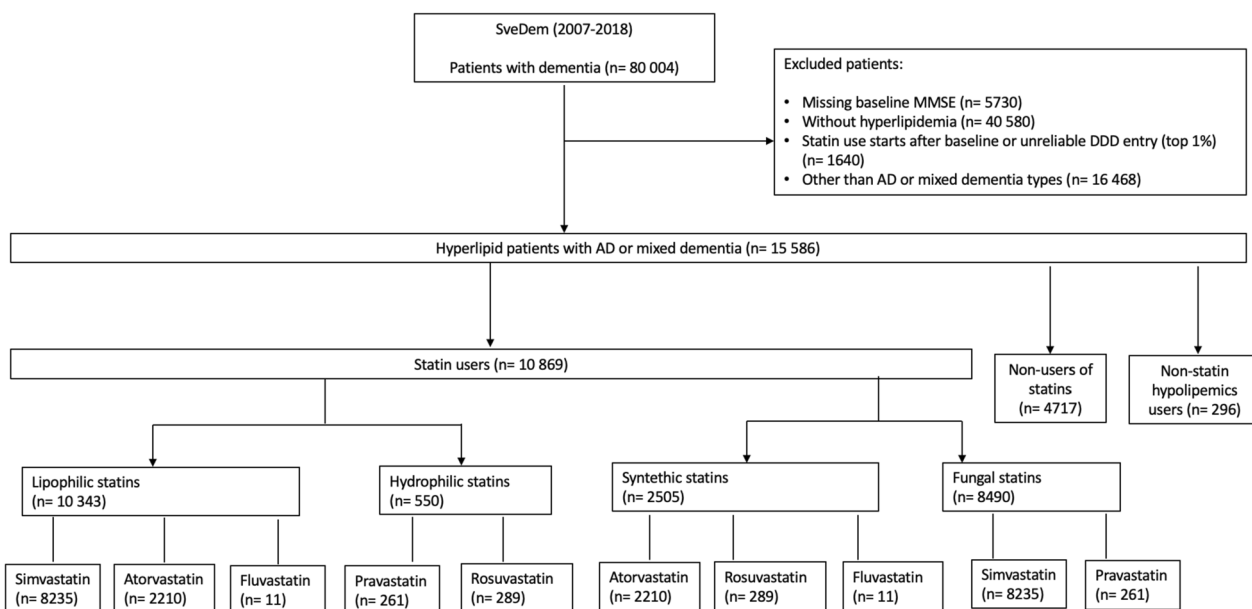 SveDem (2007-2018)
Patients with dementia (n= 80 004)
Excluded patients:
• Missing baseline MMSE (n= 5730)
• Without hyperlipidemia (n= 40 580)
• Statin use starts after baseline or unreliable DDD entry (top 1%)
(n= 1640)
• Other than AD or mixed dementia types (n= 16 468)
Hyperlipid patients with AD or mixed dementia (n= 15 586)
Statin users (n= 10 869)
Non-users of
statins
(n= 4717)
Non-statin
hypolipemics
users (n= 296)
Lipophilic statins
(n= 10 343)
Hydrophilic statins
(n= 550)
Syntethic statins
(n= 2505)
Fungal statins
(n= 8490)
Simvastatin
(n= 8235)
Atorvastatin
(n= 2210)
Fluvastatin
(n= 11)
Pravastatin
(n= 261)
Rosuvastatin
(n= 289)
Atorvastatin
(n= 2210)
Rosuvastatin
(n= 289)
Fluvastatin
(n= 11)
Simvastatin
(n= 8235)
Pravastatin
(n= 261)